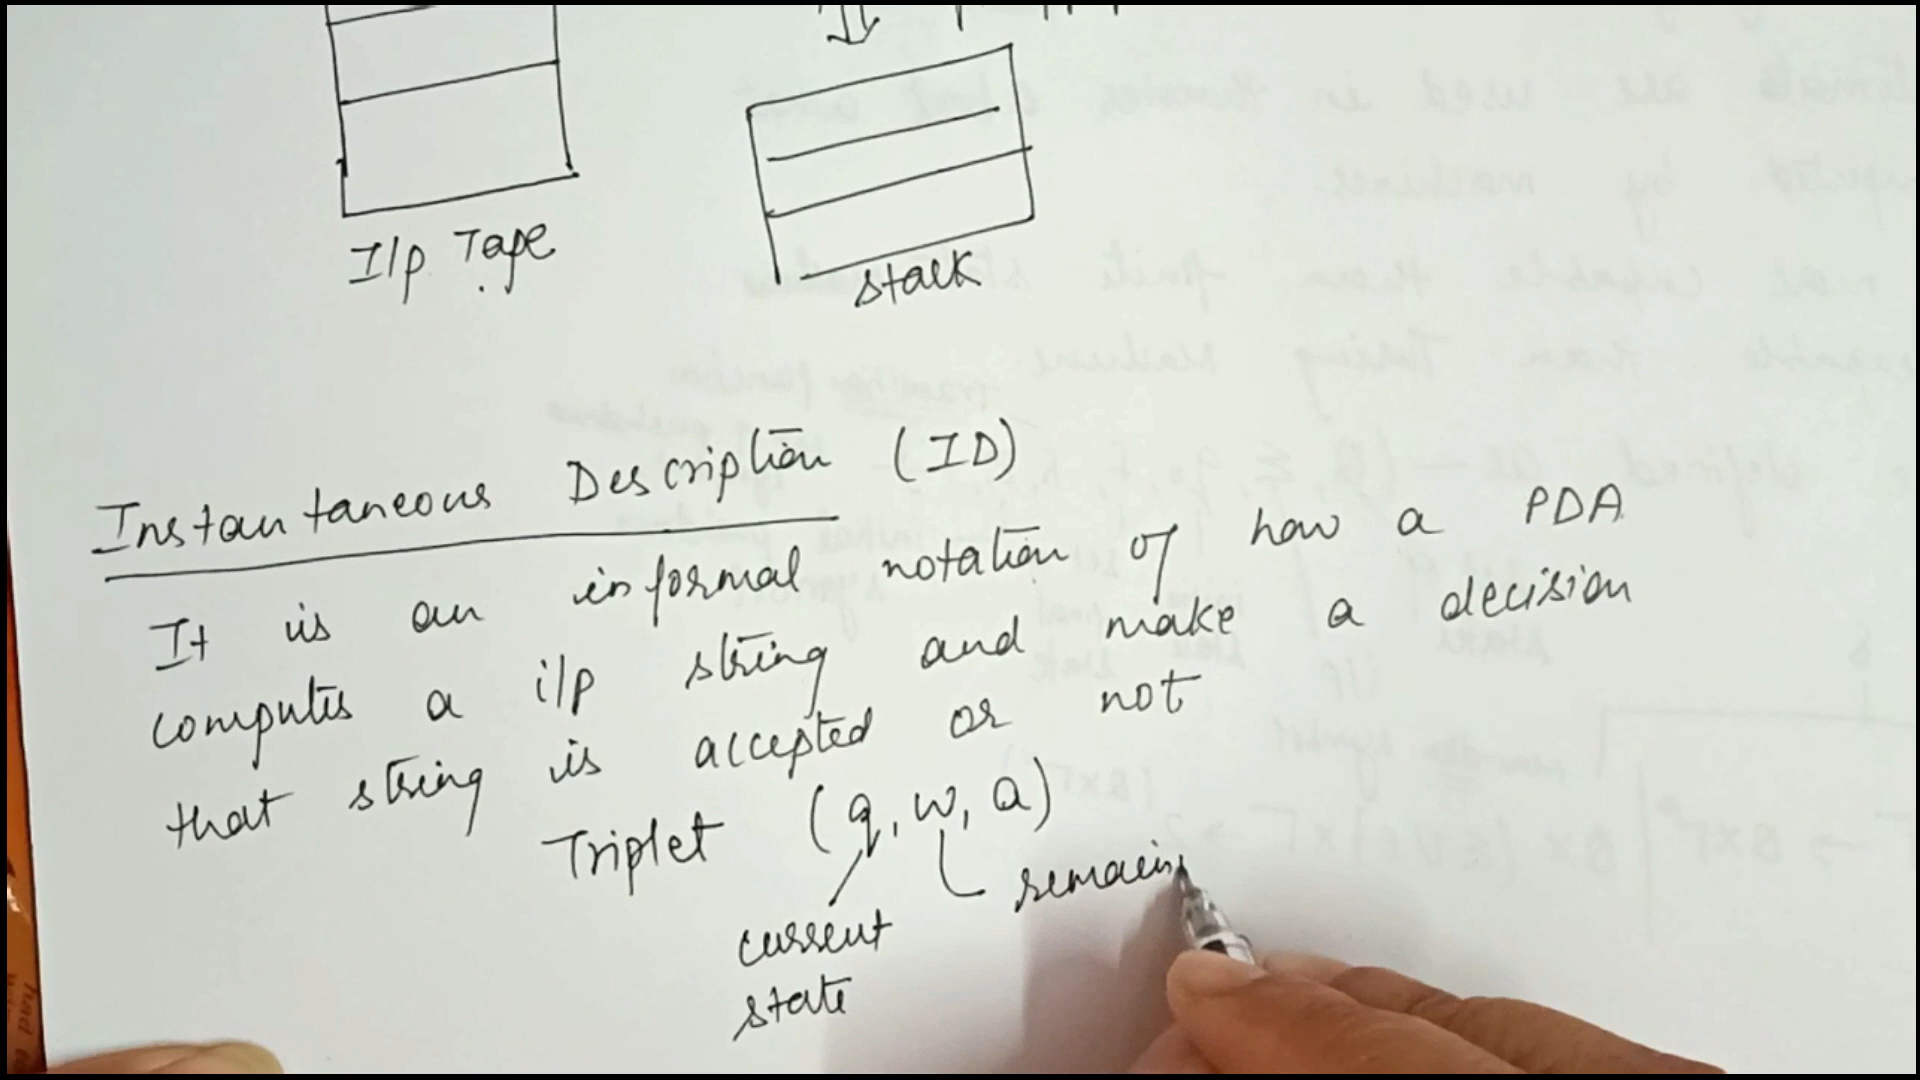 I/p Tape
stack
Instantaneous Description (ID)
It is an informal notation of how a PDA
computes a i/p string and make a decision
that string is accepted or not
Triplet (q, w, a)
remain
current
state